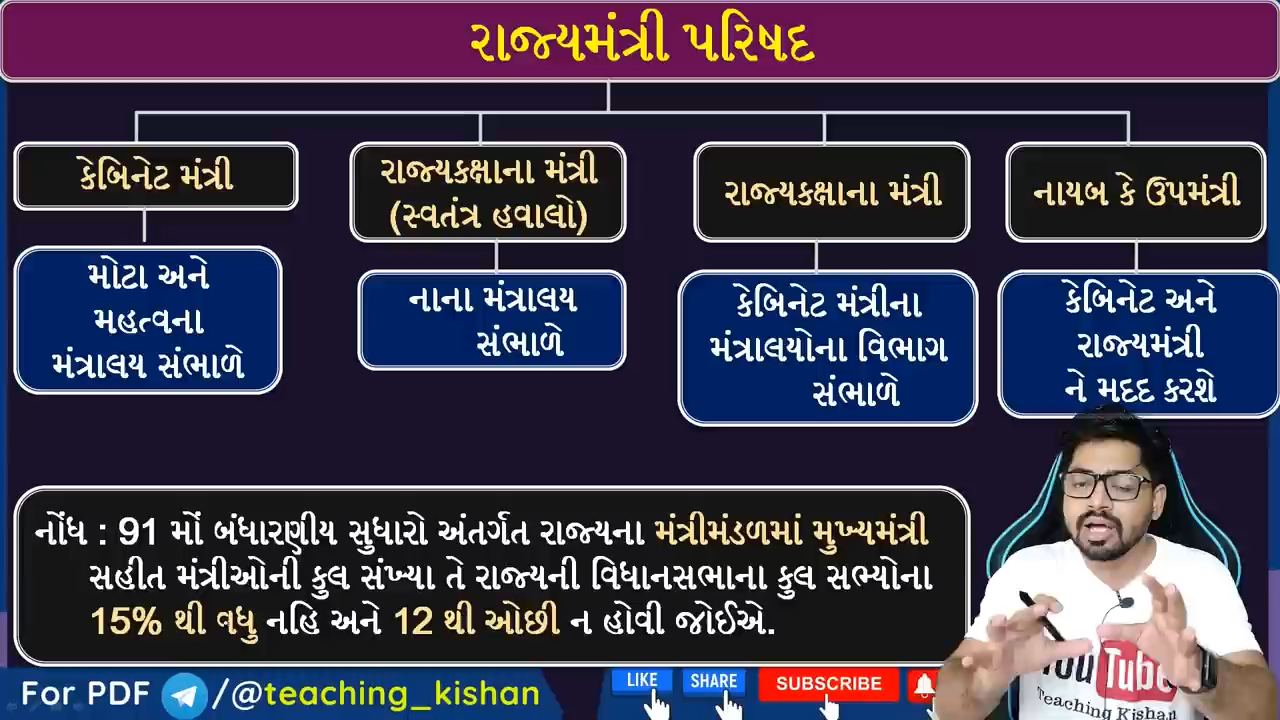 રાજ્યમંત્રી પરિષદ
કેબિનેટ મંત્રી
મોટા અને
મહત્વના
મંત્રાલય સંભાળે
રાજ્યકક્ષાના મંત્રી
(સ્વતંત્ર હવાલો)
નાના મંત્રાલય
સંભાળે
રાજ્યકક્ષાના મંત્રી
કેબિનેટ મંત્રીના
મંત્રાલયોના વિભાગ
સંભાળે
નાયબ કે ઉપમંત્રી
કેબિનેટ અને
રાજ્યમંત્રી
ને મદદ કરશે
નોંધ : 91 મોં બંધારણીય સુધારો અંતર્ગત રાજ્યના મંત્રીમંડળમાં મુખ્યમંત્રી
સહીત મંત્રીઓની કુલ સંખ્યા તે રાજ્યની વિધાનસભાના કુલ સભ્યોના
15% થી વધુ નહિ અને 12 થી ઓછી ન હોવી જોઈએ.
For PDF /@teaching_kishan
LIKE
SHARE
SUBSCRIBE
YouTube
Teaching Kishan